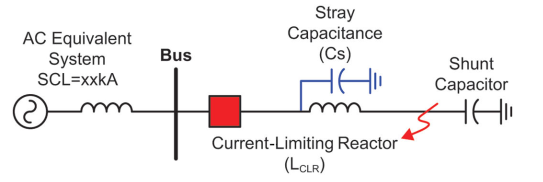 AC Equivalent
System
SCL=xxkA
Bus
Stray
Capacitance
(Cs)
Shunt
Capacitor
Current-Limiting Reactor
(LCLR)